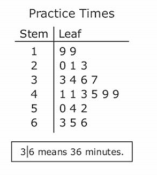 Practice Times
Stem | Leaf
1 | 9 9
2 | 0 1 3
3 | 3 4 6 7
4 | 1 1 3 5 9 9
5 | 0 4 2
6 | 3 5 6
3|6 means 36 minutes.